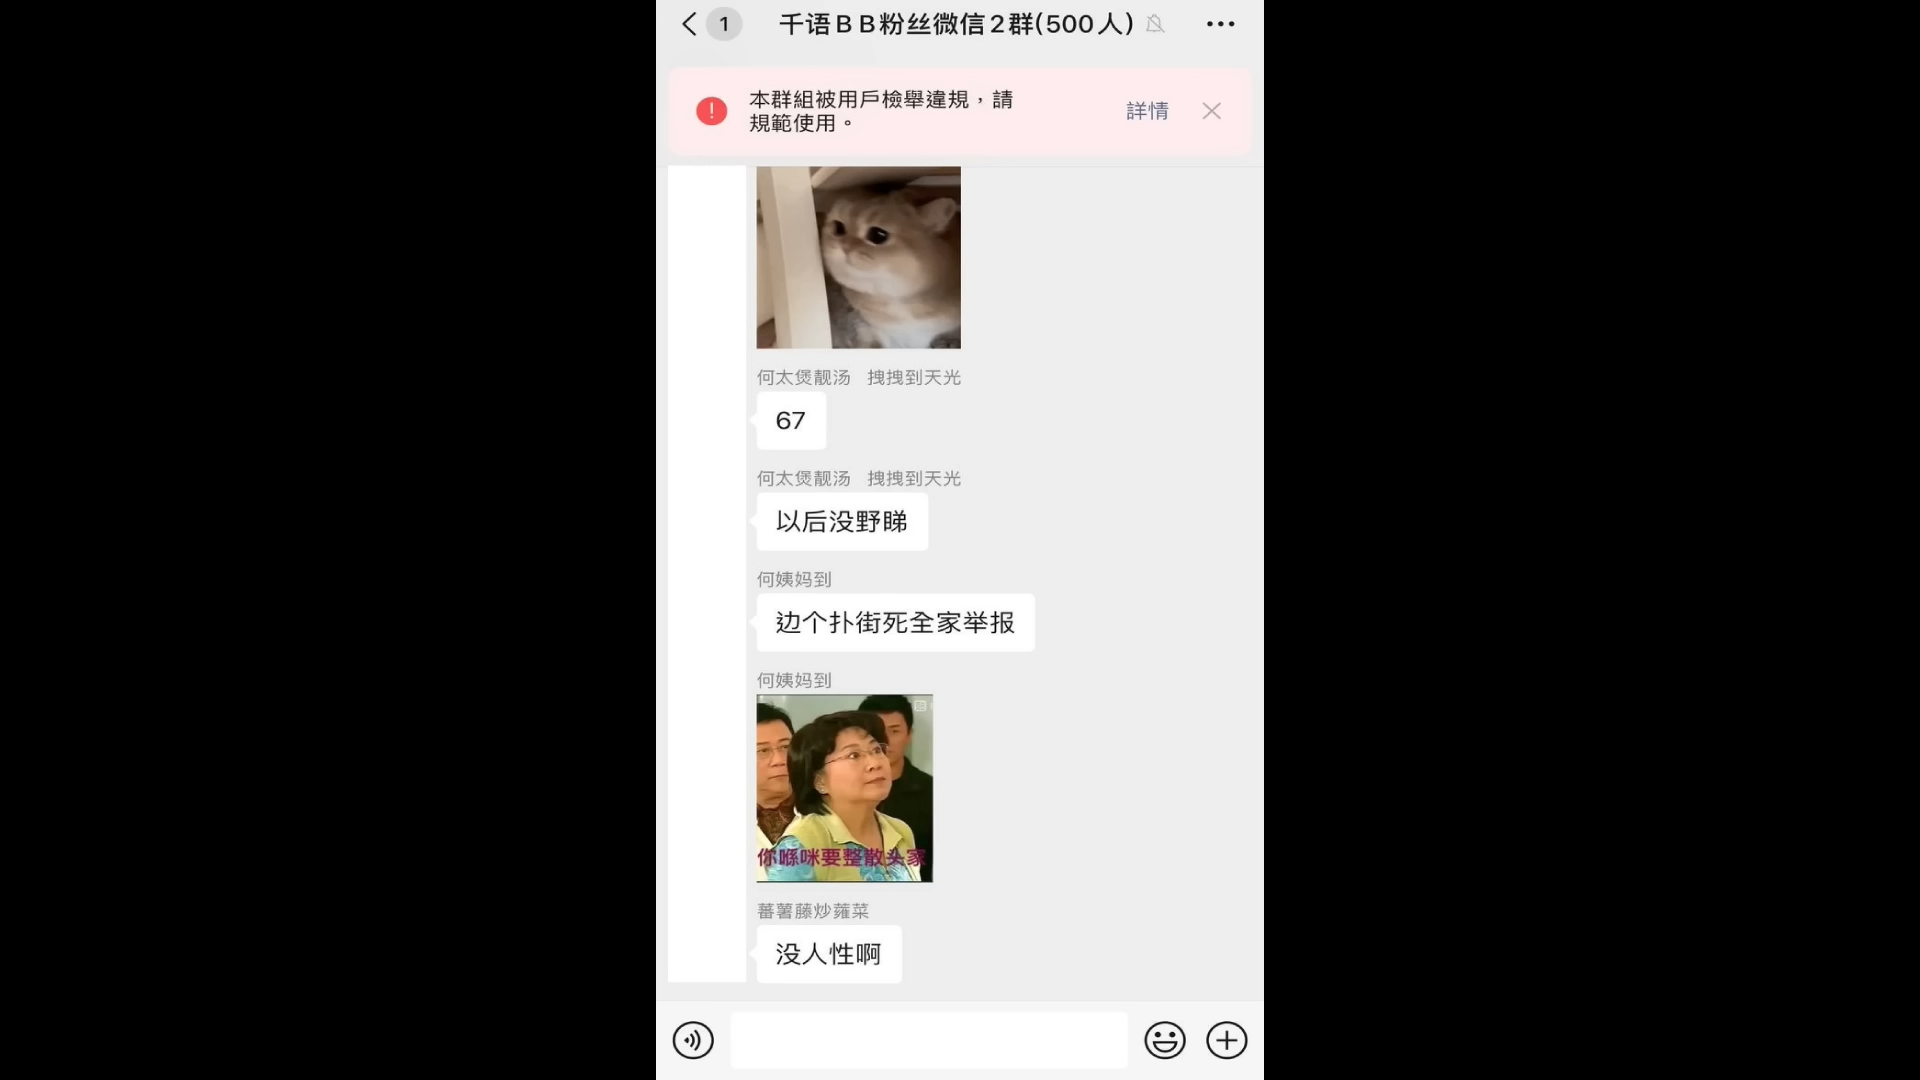 1
千语BB粉丝微信2群(500人)
本群組被用戶檢舉違規，請
規範使用。
詳情
何太煲靓汤 拽拽到天光
67
何太煲靓汤 拽拽到天光
以后没野睇
何姨妈到
边个扑街死全家举报
何姨妈到
你喺咪要整散头家
蕃薯藤炒蕹菜
没人性啊